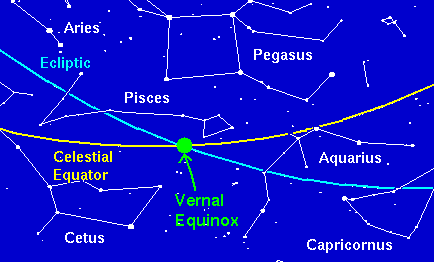 Aries
Pegasus
Ecliptic
Pisces
Celestial
Equator
Aquarius
Vernal
Equinox
Cetus
Capricornus